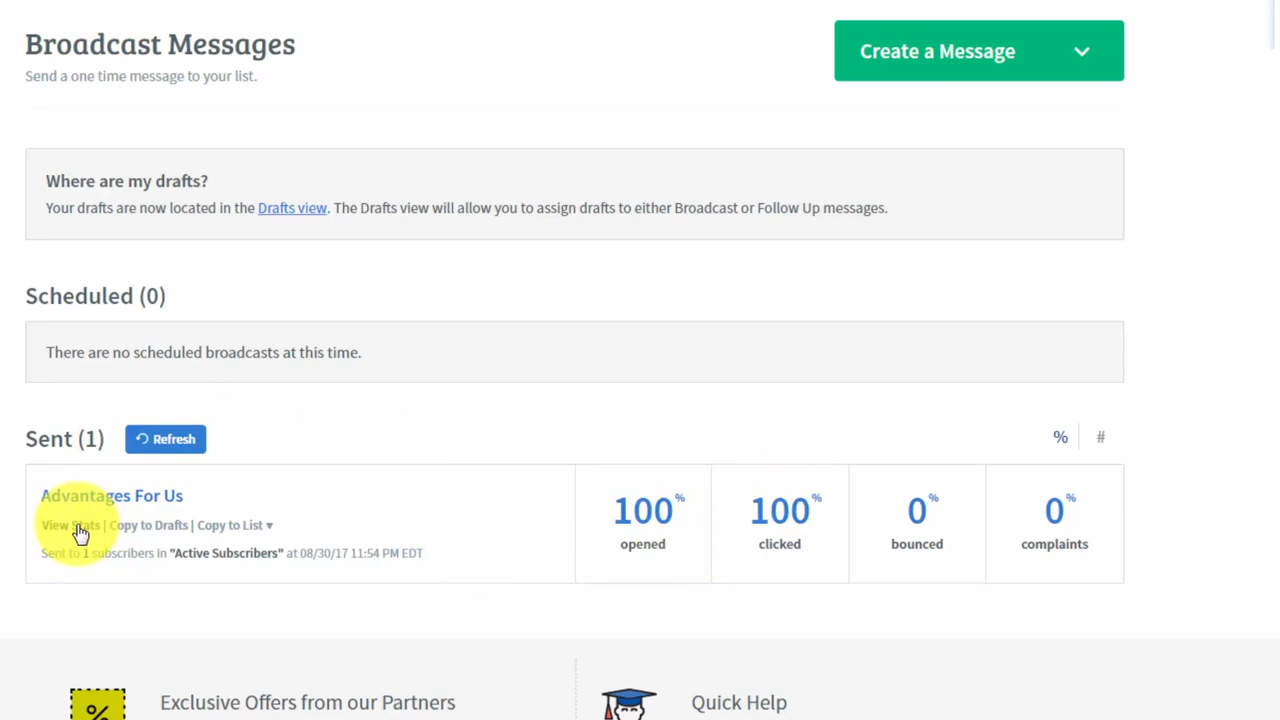 Broadcast Messages
Create a Message
Send a one time message to your list.
Where are my drafts?
Your drafts are now located in the Drafts view. The Drafts view will allow you to assign drafts to either Broadcast or Follow Up messages.
Scheduled (0)
There are no scheduled broadcasts at this time.
Sent (1) Refresh % #
Advantages For Us
View Stats | Copy to Drafts | Copy to List ▾
Sent to 1 subscribers in "Active Subscribers" at 08/30/17 11:54 PM EDT
100% opened
100% clicked
0% bounced
0% complaints
%
Exclusive Offers from our Partners
Quick Help